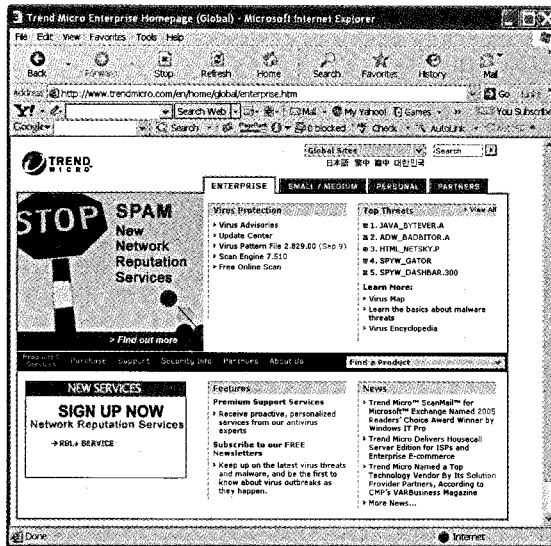 Trend Micro Enterprise Homepage (Global) - Microsoft Internet Explorer
File Edit View Favorites Tools Help
Back Forward Stop Refresh Home Search Favorites History Mail
Address http://www.trendmicro.com/en/home/global/enterprise.htm Go Links
Y! Search Web Mail My Yahoo! Games You Subscribe
Google Search 0 blocked Check AutoLink
Global Sites Search
日本語 繁中 簡中 대한민국
TREND MICRO
ENTERPRISE SMALL / MEDIUM PERSONAL PARTNERS
STOP SPAM
New
Network
Reputation
Services
> Find out more
Virus Protection
Virus Advisories
Update Center
Virus Pattern File 2.829.00 (Sep 9)
Scan Engine 7.510
Free Online Scan
Top Threats > View All
1. JAVA_BYTEVER.A
2. ADW_BADBITOR.A
3. HTML_NETSKY.P
4. SPYW_GATOR
5. SPYW_DASHBAR.300
Learn More:
Virus Map
Learn the basics about malware
threats
Virus Encyclopedia
Products & Services Purchase Support Security Info Partners About Us Find a Product
NEW SERVICES
SIGN UP NOW
Network Reputation Services
RBL+ SERVICE
Features
Premium Support Services
Receive proactive, personalized
services from our antivirus
experts
Subscribe to our FREE
Newsletters
Keep up on the latest virus threats
and malware, and be the first to
know about virus outbreaks as
they happen.
News
Trend Micro™ ScanMail™ for
Microsoft™ Exchange Named 2005
Readers' Choice Award Winner by
Windows IT Pro
Trend Micro Delivers Housecall
Server Edition for ISPs and
Enterprise E-commerce
Trend Micro Named a Top
Technology Vendor By Its Solution
Provider Partners, According to
CMP's VARBusiness Magazine
More News...
Done Internet